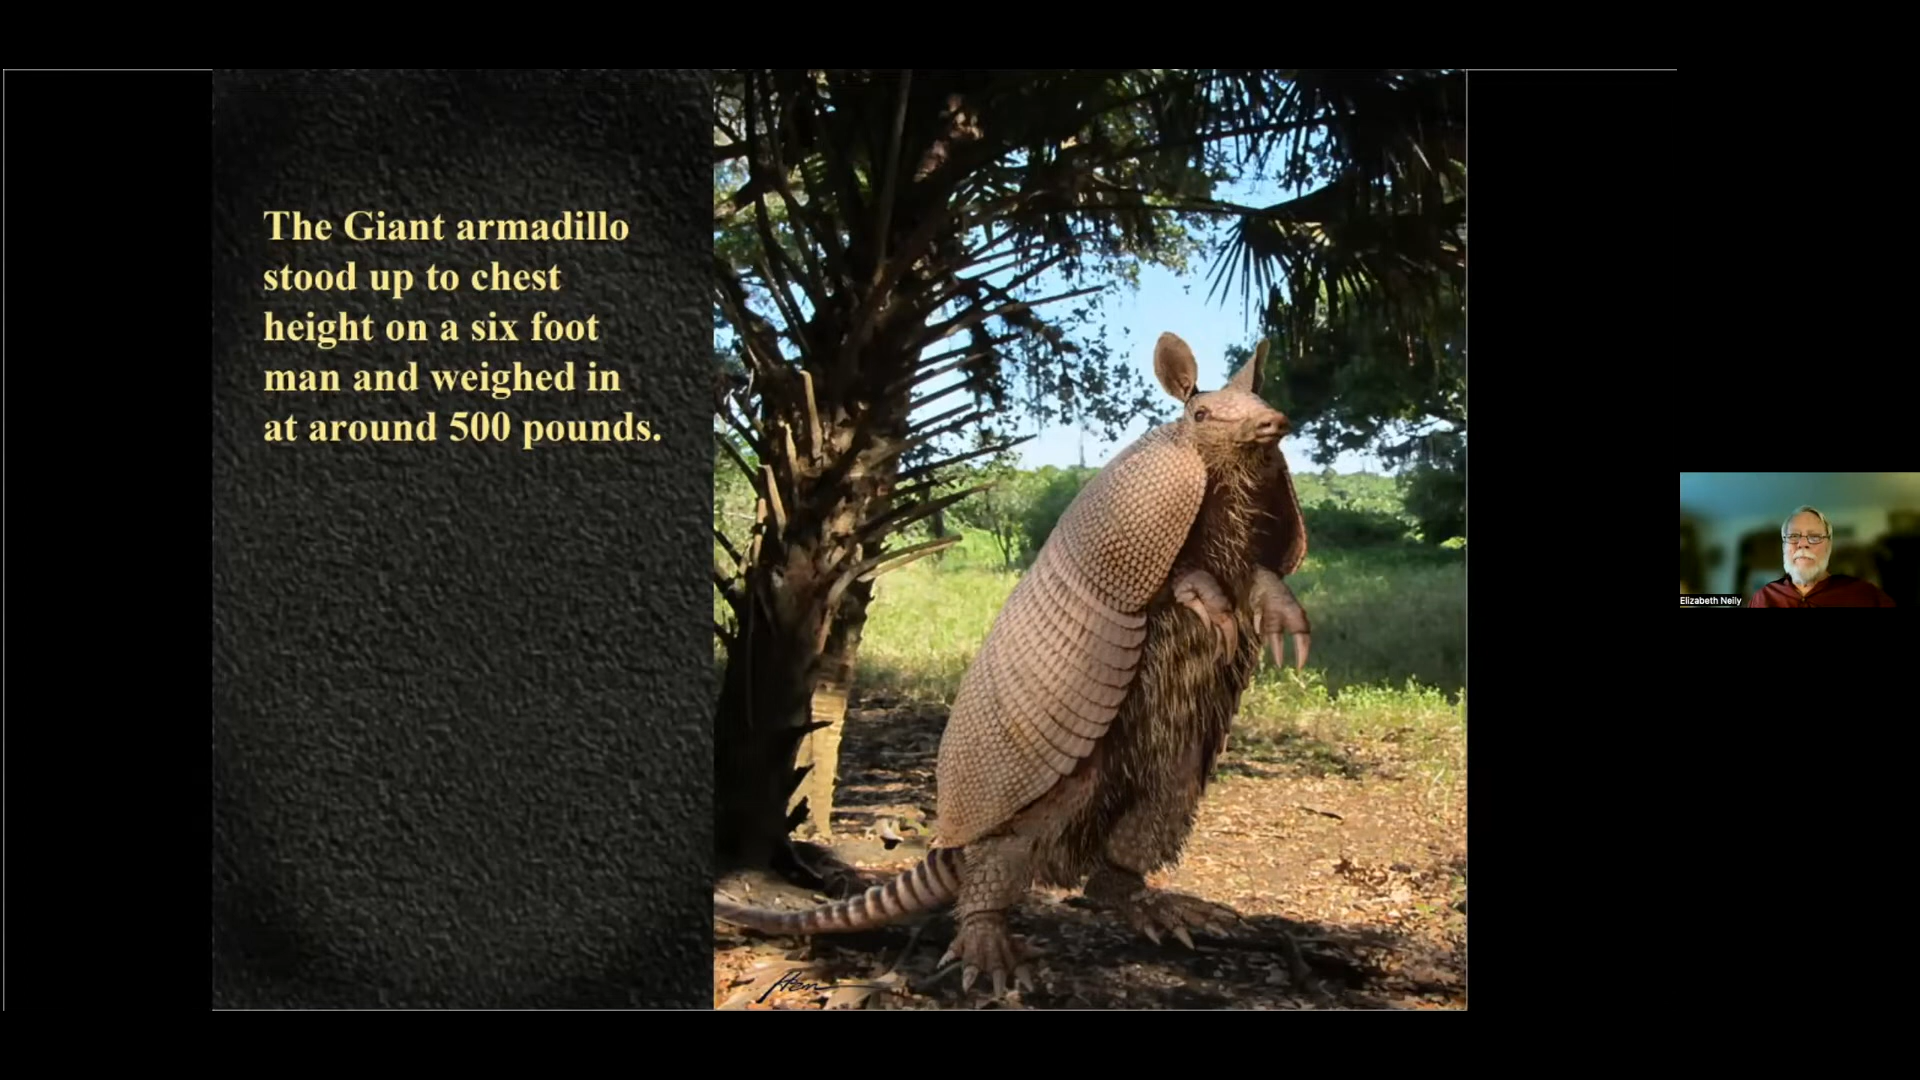 The Giant armadillo
stood up to chest
height on a six foot
man and weighed in
at around 500 pounds.
Elizabeth Neily